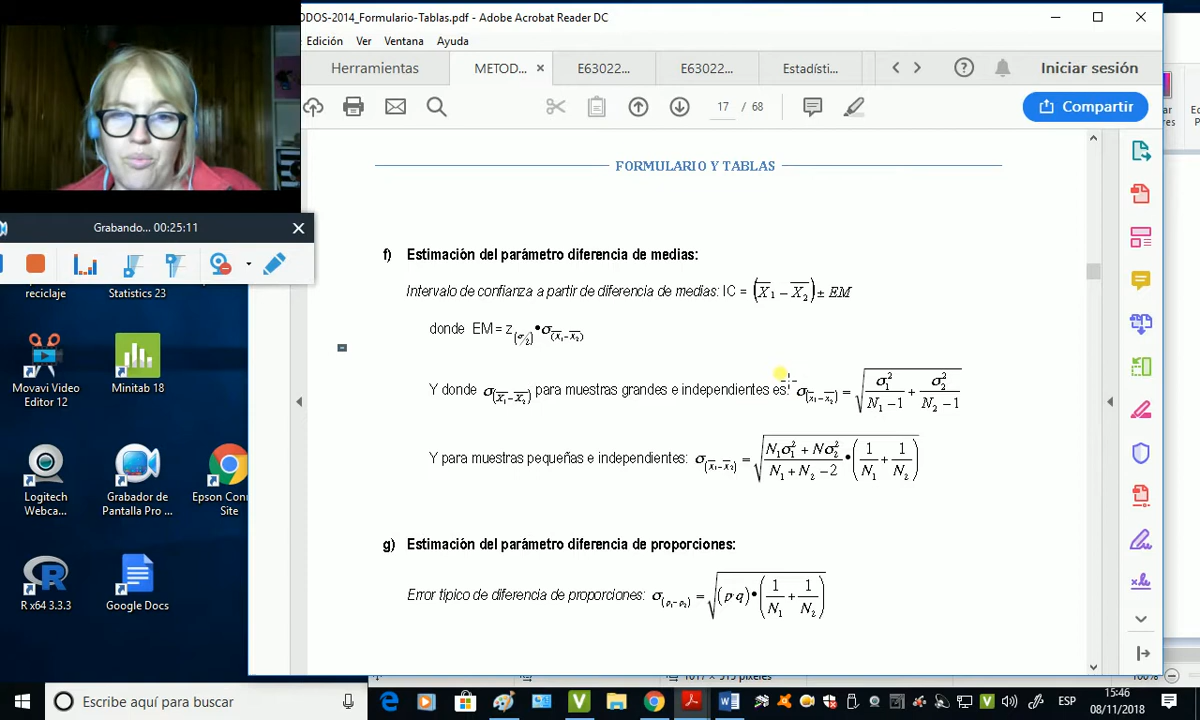 ODOS-2014_Formulario-Tablas.pdf - Adobe Acrobat Reader DC
Edición Ver Ventana Ayuda
Herramientas METOD... E63022... E63022... Estadísti... Iniciar sesión
17 / 68 Compartir
FORMULARIO Y TABLAS
f) Estimación del parámetro diferencia de medias:
Intervalo de confianza a partir de diferencia de medias: IC = (X̄₁ − X̄₂) ± EM
donde EM = z(σ/2) • σ(x̄₁−x̄₂)
Y donde σ(x̄₁−x̄₂) para muestras grandes e independientes es: σ(x̄₁−x̄₂) = √(σ₁²/(N₁−1) + σ₂²/(N₂−1))
Y para muestras pequeñas e independientes: σ(x̄₁−x̄₂) = √((N₁σ₁² + Nσ₂²)/(N₁ + N₂ −2) • (1/N₁ + 1/N₂))
g) Estimación del parámetro diferencia de proporciones:
Error típico de diferencia de proporciones: σ(p₁−p₂) = √((p·q) • (1/N₁ + 1/N₂))
Grabando... 00:25:11
reciclaje
Statistics 23
Movavi Video
Editor 12
Minitab 18
Logitech
Webca...
Grabador de
Pantalla Pro ...
Epson Conn
Site
R x64 3.3.3
Google Docs
Escribe aquí para buscar
ESP
15:46
08/11/2018